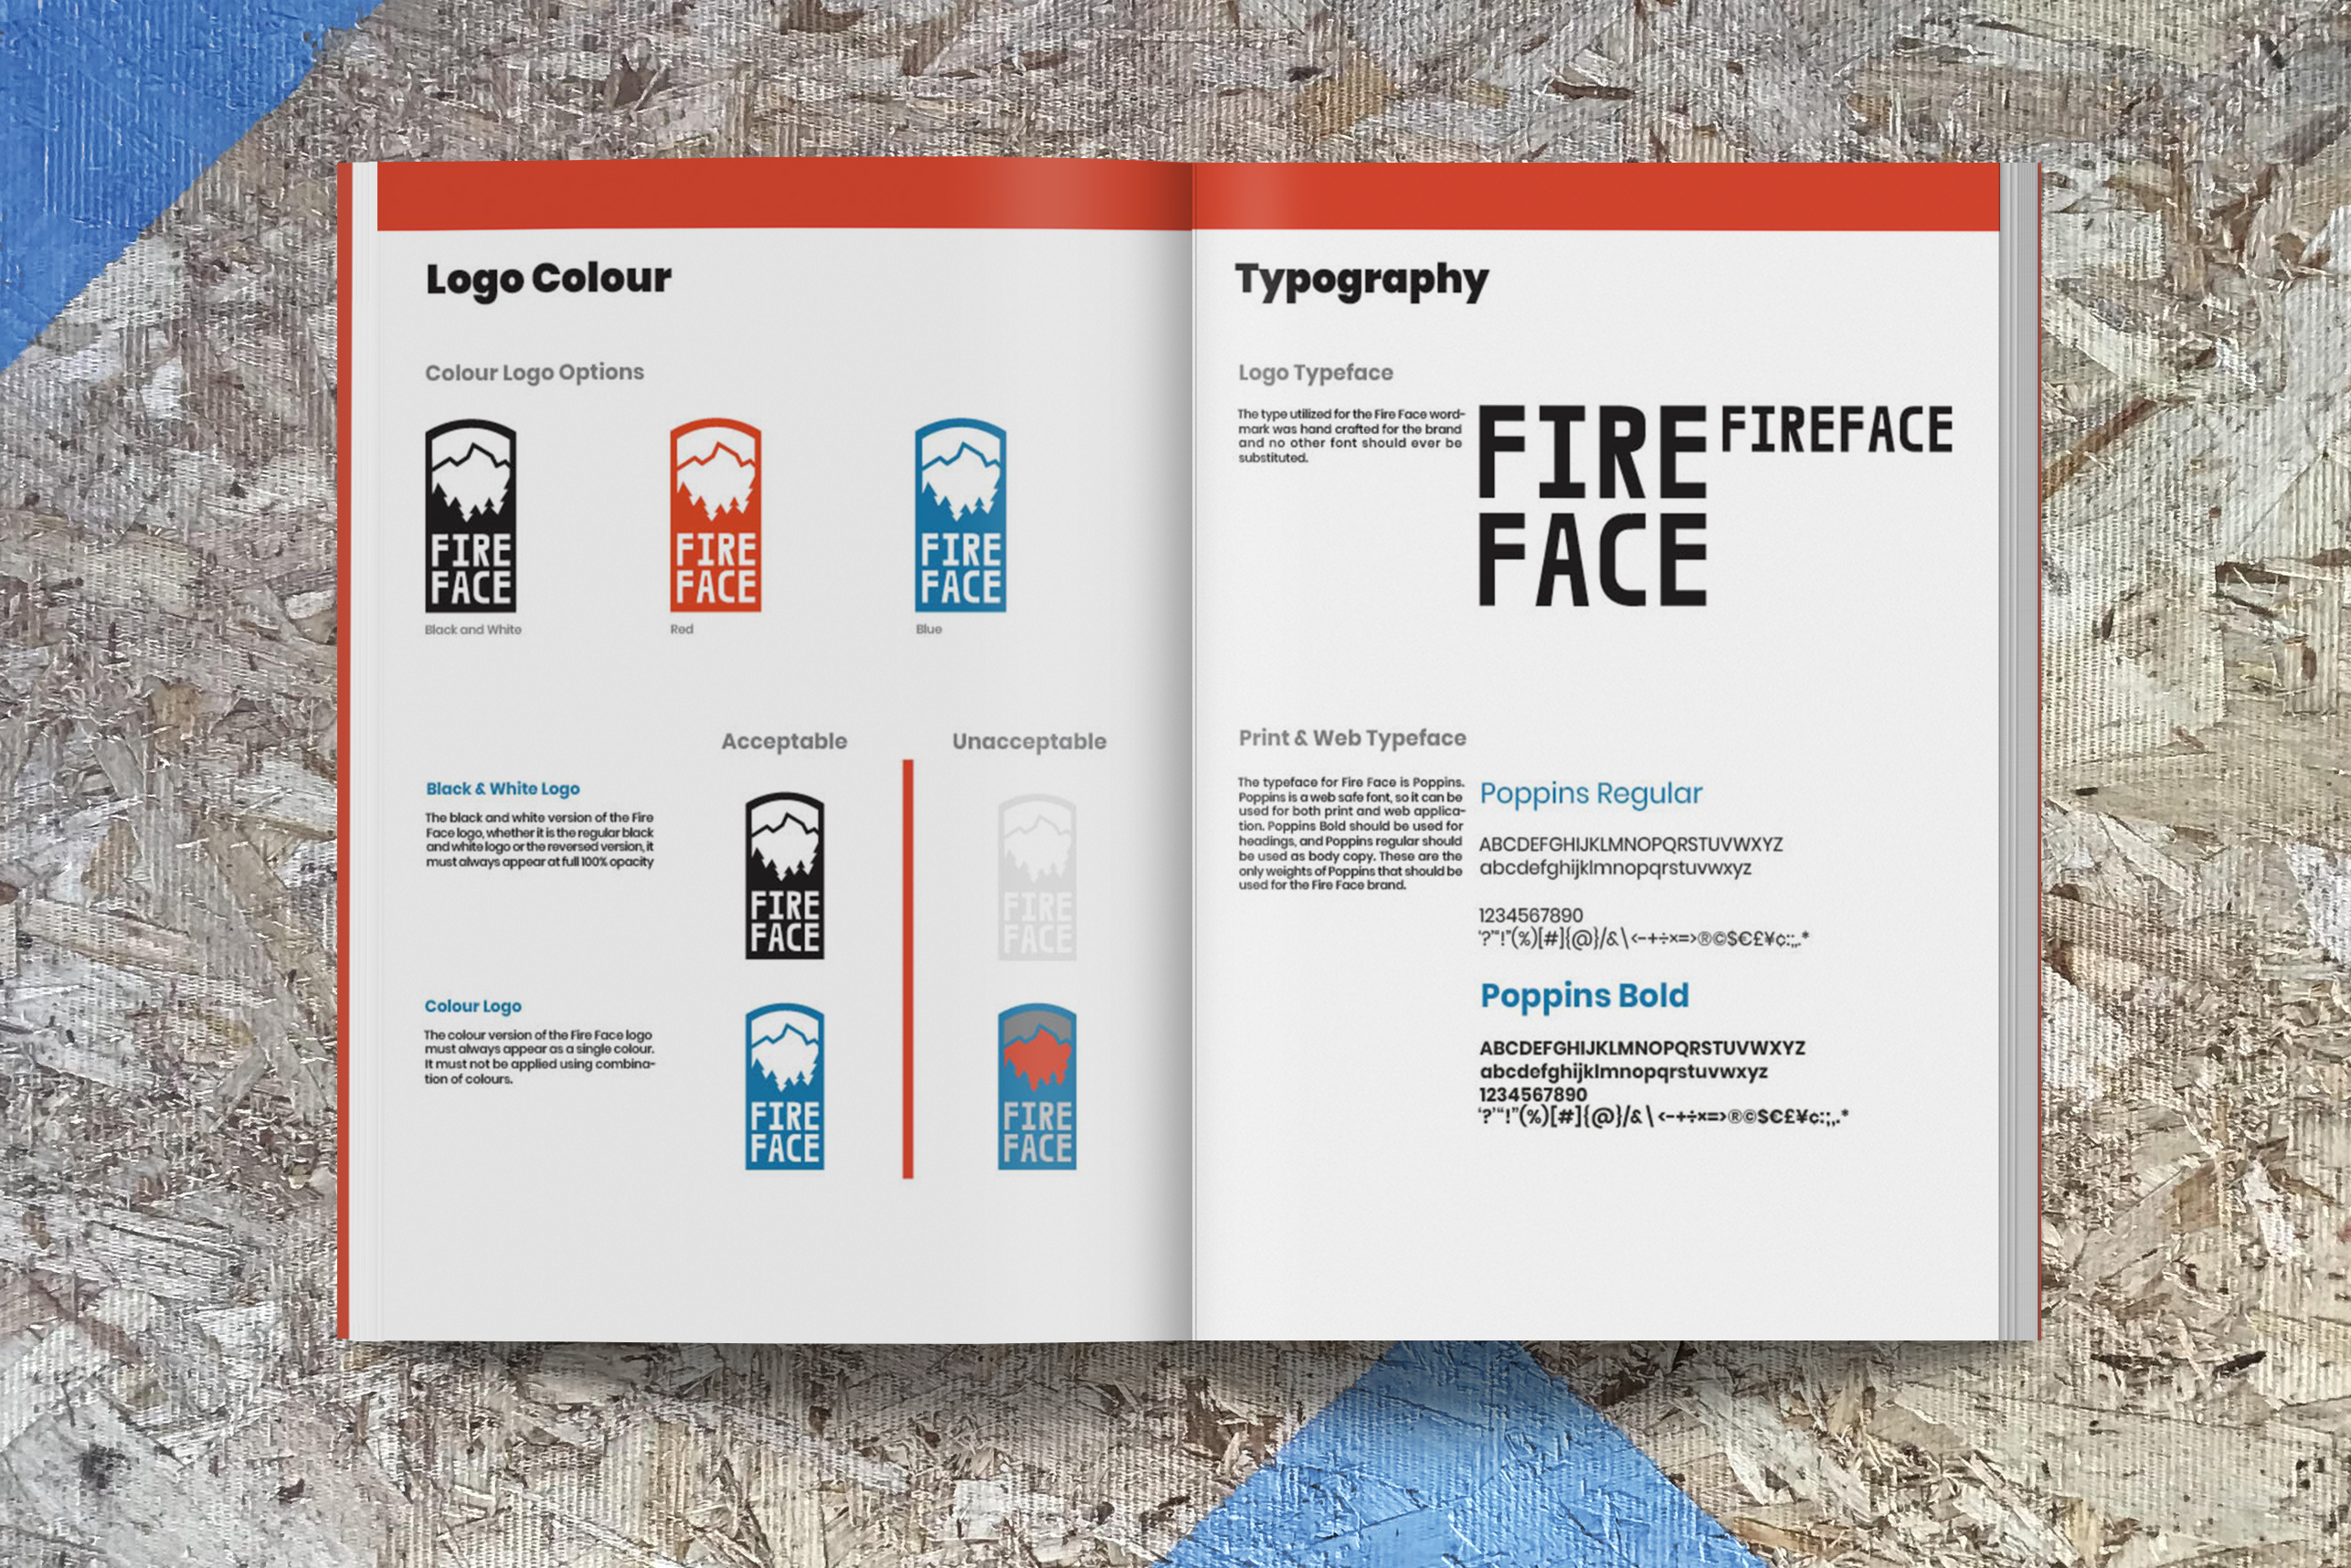 Logo Colour
Colour Logo Options
FIRE
FACE
Black and White
FIRE
FACE
Red
FIRE
FACE
Blue
Acceptable
Unacceptable
Black & White Logo
The black and white version of the Fire
Face logo, whether it is the regular black
and white logo or the reversed version, it
must always appear at full 100% opacity
FIRE
FACE
FIRE
FACE
Colour Logo
The colour version of the Fire Face logo
must always appear as a single colour.
It must not be applied using combina-
tion of colours.
FIRE
FACE
FIRE
FACE
Typography
Logo Typeface
The type utilized for the Fire Face word-
mark was hand crafted for the brand
and no other font should ever be
substituted.
FIRE
FACE
FIREFACE
Print & Web Typeface
The typeface for Fire Face is Poppins.
Poppins is a web safe font, so it can be
used for both print and web applica-
tion. Poppins Bold should be used for
headings, and Poppins regular should
be used as body copy. These are the
only weights of Poppins that should be
used for the Fire Face brand.
Poppins Regular
ABCDEFGHIJKLMNOPQRSTUVWXYZ
abcdefghijklmnopqrstuvwxyz
1234567890
‘?’“!”(%)[#]{@}/&\<-+÷×=>®©$€£¥¢:;,.*
Poppins Bold
ABCDEFGHIJKLMNOPQRSTUVWXYZ
abcdefghijklmnopqrstuvwxyz
1234567890
‘?’“!”(%)[#]{@}/&\<-+÷×=>®©$€£¥¢:;,.*